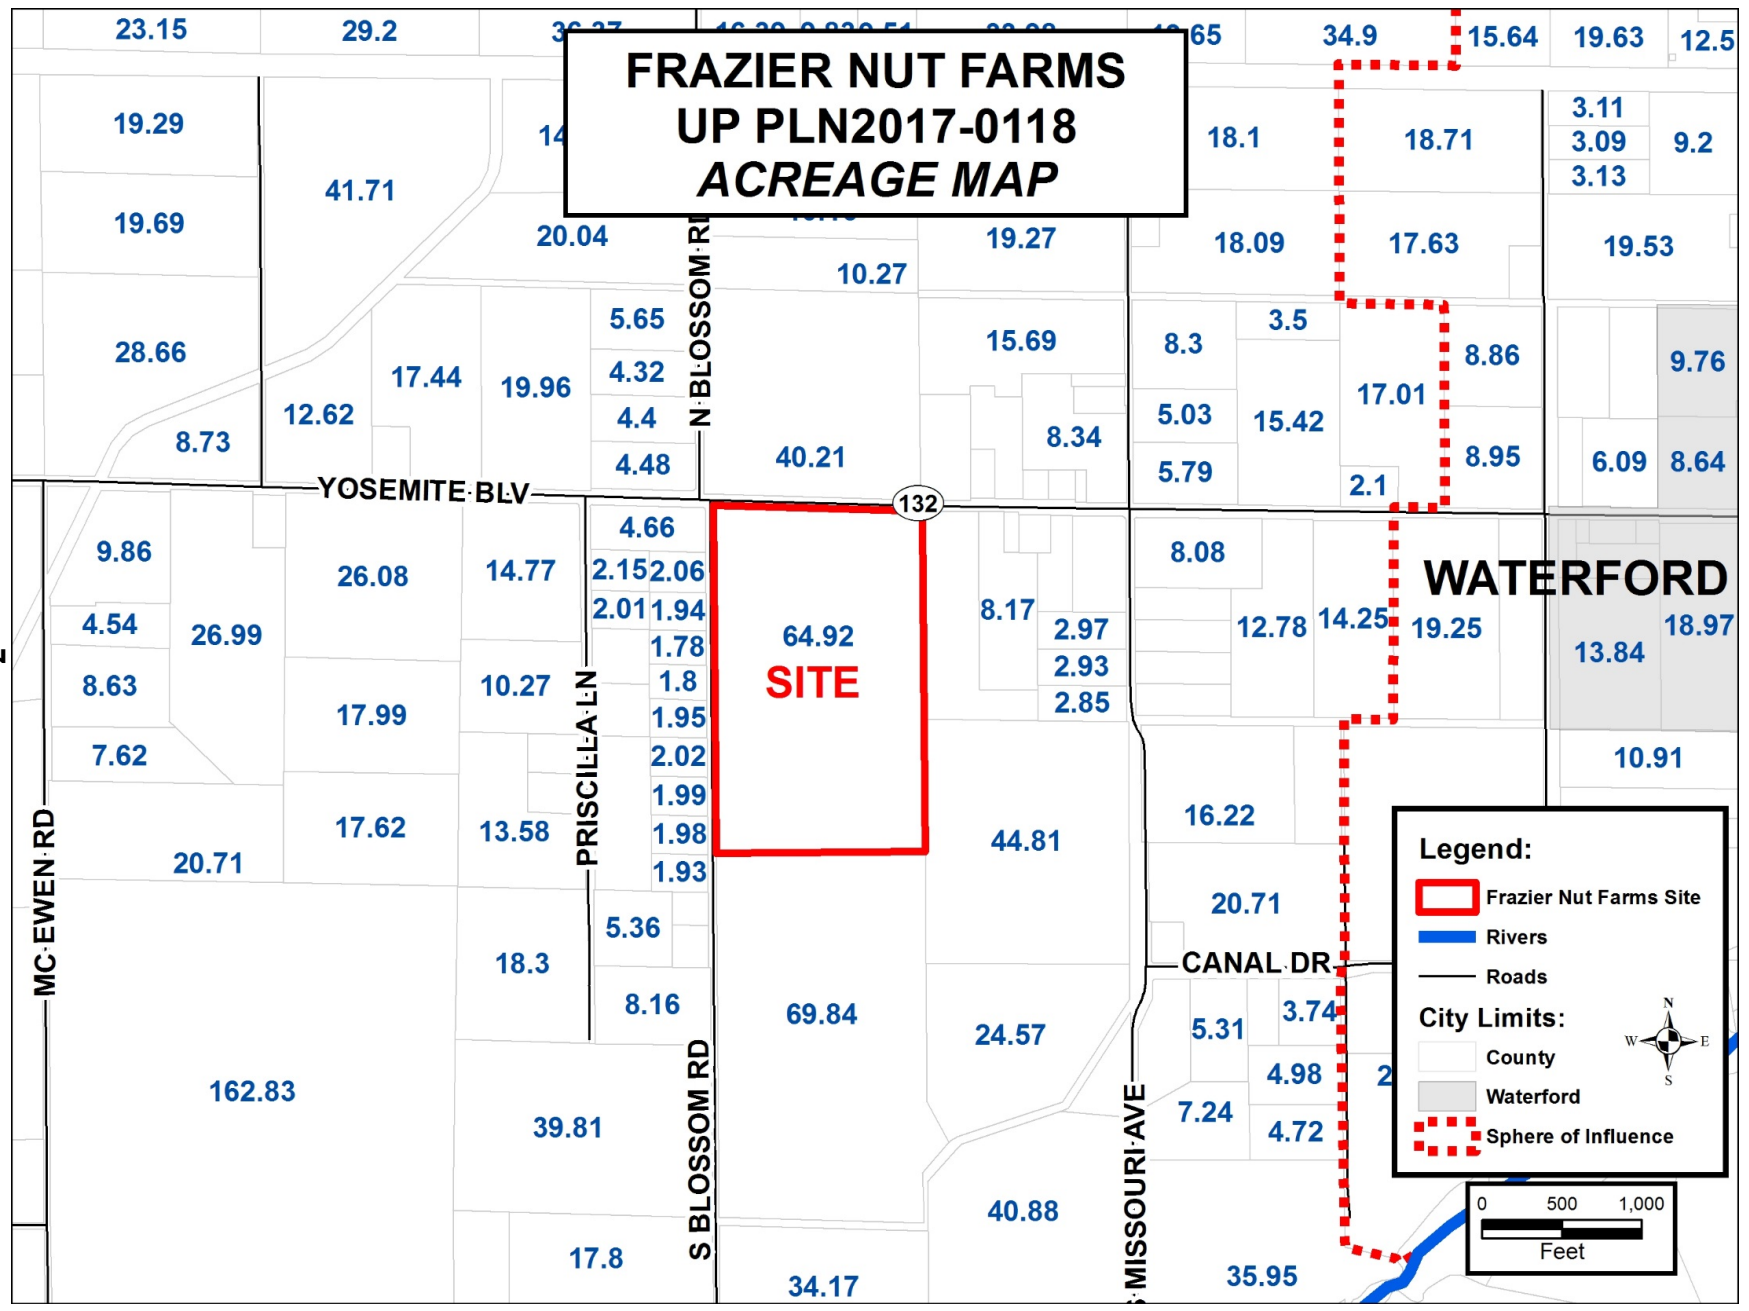 23.15 29.2 34.9 15.64 19.63 12.5
FRAZIER NUT FARMS
UP PLN2017-0118
ACREAGE MAP
19.29 41.71 18.1 18.71 3.11
3.09 9.2
3.13
19.69 20.04 19.27 18.09 17.63 19.53
10.27
N BLOSSOM RD
28.66 5.65 15.69 8.3 3.5 8.86 9.76
17.44 19.96 4.32 17.01
12.62 4.4 8.34 5.03 15.42
8.73 4.48 40.21 5.79 2.1 8.95 6.09 8.64
YOSEMITE BLV 132
9.86 26.08 14.77 4.66 8.08
WATERFORD
2.15 2.06
4.54 26.99 2.01 1.94 64.92 8.17 2.97 12.78 14.25 19.25 13.84 18.97
SITE
1.78
8.63 10.27 1.8 2.93
17.99 1.95 2.85
7.62 2.02 10.91
1.99
17.62 13.58 1.98 44.81 16.22
20.71 1.93 20.71
PRISCILLA LN
MC EWEN RD
5.36
18.3 CANAL DR
8.16 69.84 24.57 5.31 3.74
162.83 4.98
39.81 7.24 4.72
S BLOSSOM RD
S MISSOURI AVE
40.88
17.8 34.17 35.95
Legend:
Frazier Nut Farms Site
Rivers
Roads
City Limits:
County
Waterford
Sphere of Influence
N
W E
S
0 500 1,000
Feet